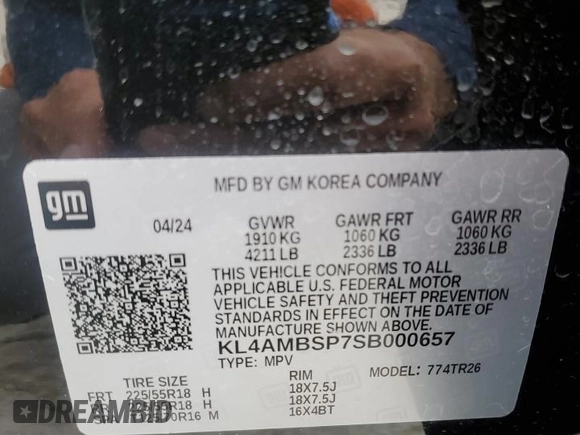 gm
MFD BY GM KOREA COMPANY
04/24 GVWR GAWR FRT GAWR RR
1910 KG 1060 KG 1060 KG
4211 LB 2336 LB 2336 LB
THIS VEHICLE CONFORMS TO ALL
APPLICABLE U.S. FEDERAL MOTOR
VEHICLE SAFETY AND THEFT PREVENTION
STANDARDS IN EFFECT ON THE DATE OF
MANUFACTURE SHOWN ABOVE.
KL4AMBSP7SB000657
TYPE: MPV MODEL: 774TR26
TIRE SIZE RIM
FRT 225/55R18 H 18X7.5J
H 18X7.5J
M 16X4BT
DREAMBID